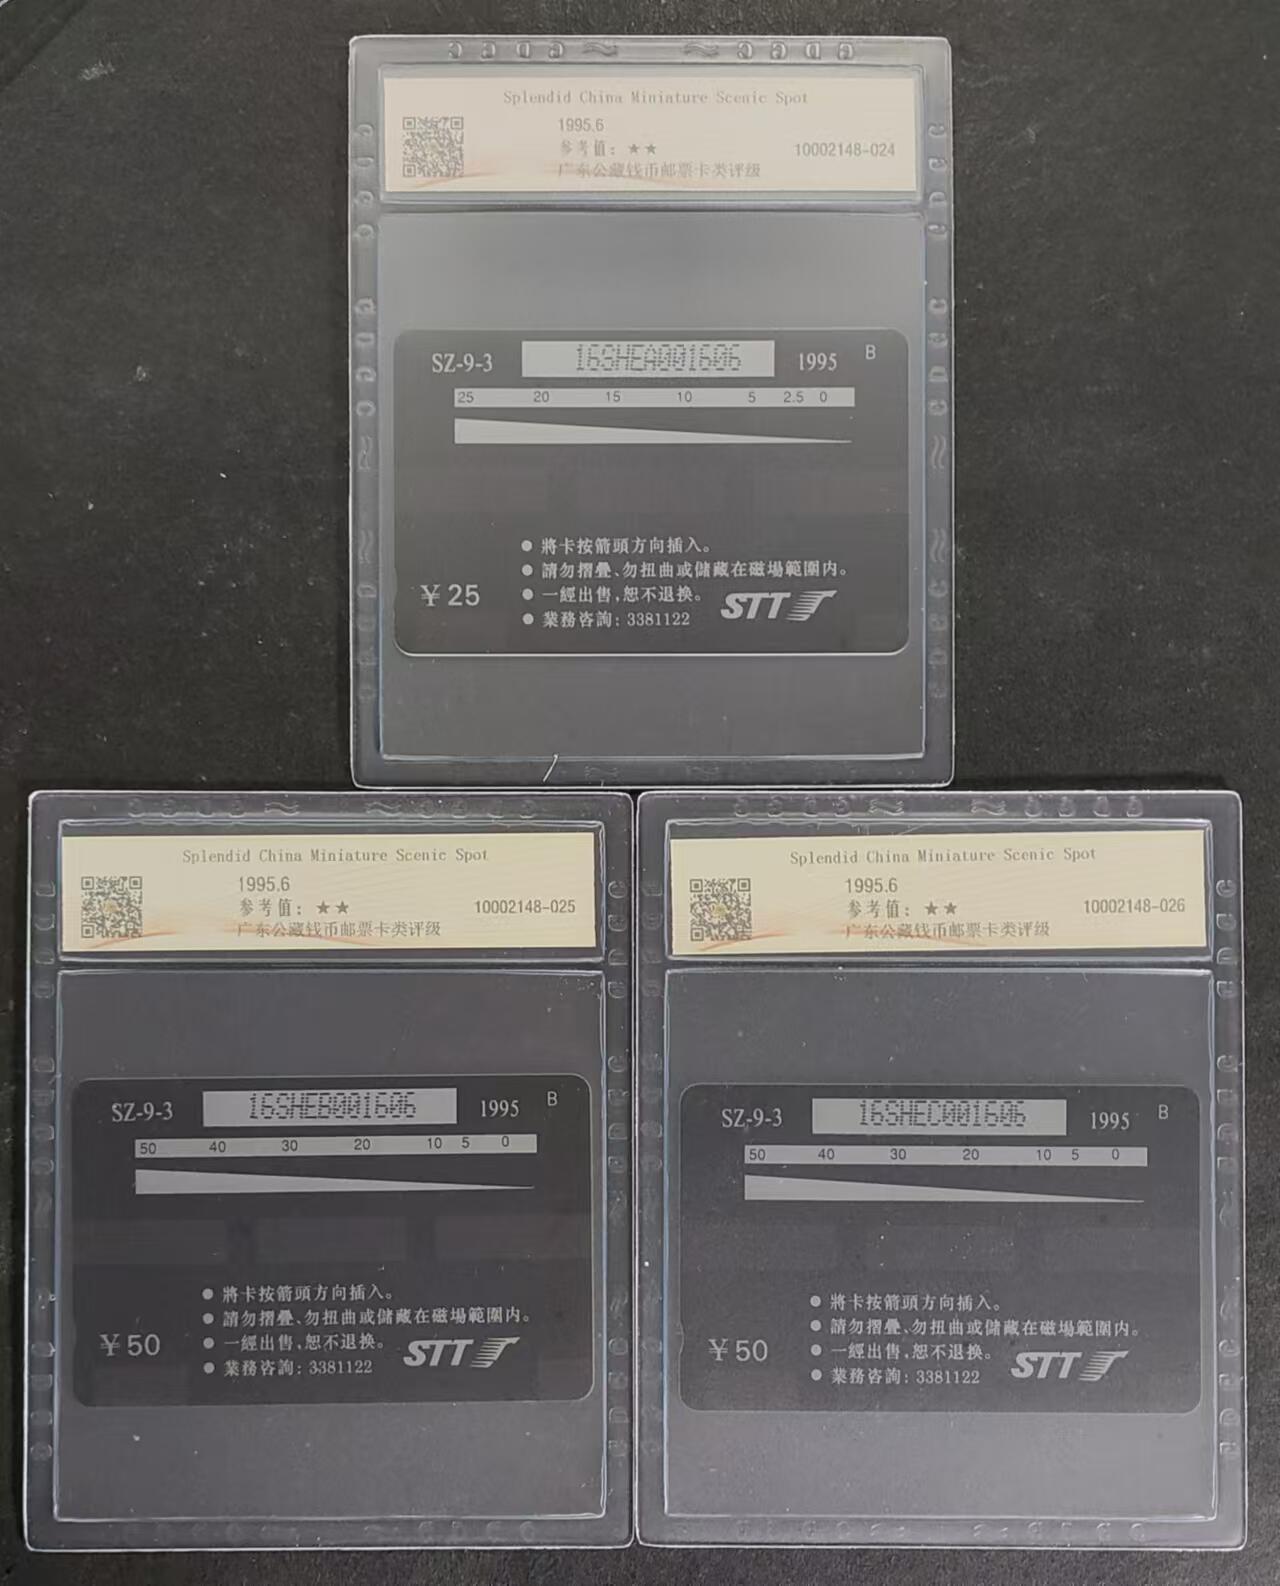 Splendid China Miniature Scenic Spot
1995.6
参考值：★★
10002148-024
广东公藏钱币邮票卡类评级
SZ-9-3
16SHEA001606
1995
B
25 20 15 10 5 2.5 0
● 將卡按箭頭方向插入。
● 請勿摺疊、勿扭曲或儲藏在磁場範圍内。
● 一經出售,恕不退换。
● 業務咨詢: 3381122
¥25
STT
Splendid China Miniature Scenic Spot
1995.6
参考值：★★
10002148-025
广东公藏钱币邮票卡类评级
SZ-9-3
16SHEB001606
1995
B
50 40 30 20 10 5 0
● 將卡按箭頭方向插入。
● 請勿摺疊、勿扭曲或儲藏在磁場範圍内。
● 一經出售,恕不退换。
● 業務咨詢: 3381122
¥50
STT
Splendid China Miniature Scenic Spot
1995.6
参考值：★★
10002148-026
广东公藏钱币邮票卡类评级
SZ-9-3
16SHEC001606
1995
B
50 40 30 20 10 5 0
● 將卡按箭頭方向插入。
● 請勿摺疊、勿扭曲或儲藏在磁場範圍内。
● 一經出售,恕不退换。
● 業務咨詢: 3381122
¥50
STT